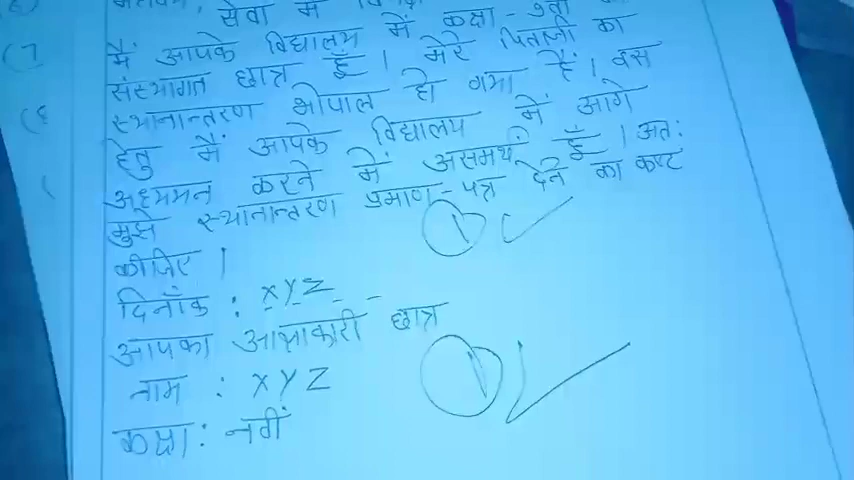 सेवा में
मैं आपके विद्यालय में कक्षा - 9वीं का
संस्थागत छात्र हूँ । मेरे पिताजी का
स्थानान्तरण भोपाल हो गया है । इस
हेतु मैं आपके विद्यालय में आगे
अध्ययन करने में असमर्थ हूँ । अतः
मुझे स्थानान्तरण प्रमाण - पत्र देने का कष्ट
कीजिए ।
दिनाँक : XYZ
आपका आज्ञाकारी छात्र
नाम : XYZ
कक्षा : नवीं